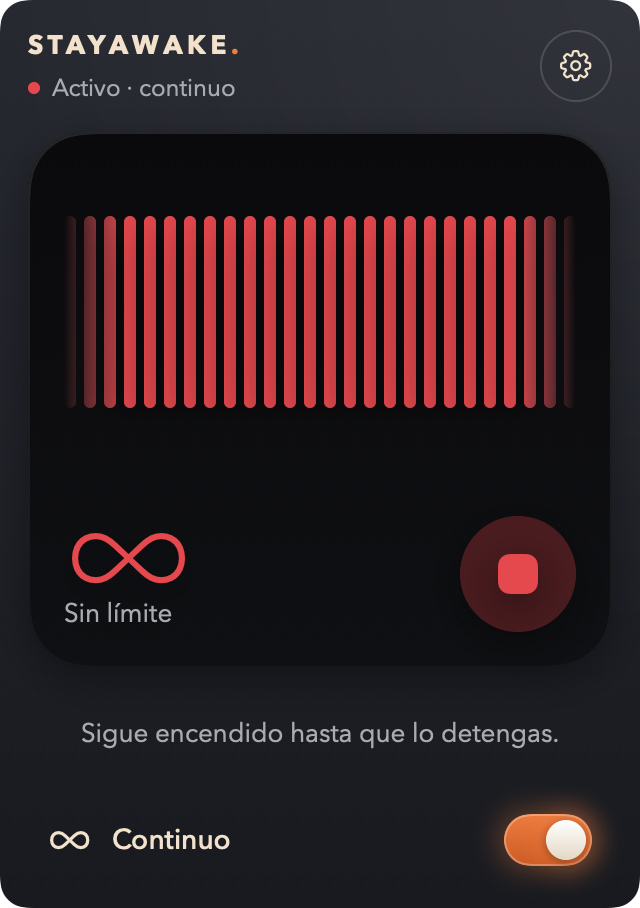 STAYAWAKE.
Activo · continuo
Sin límite
Sigue encendido hasta que lo detengas.
Continuo